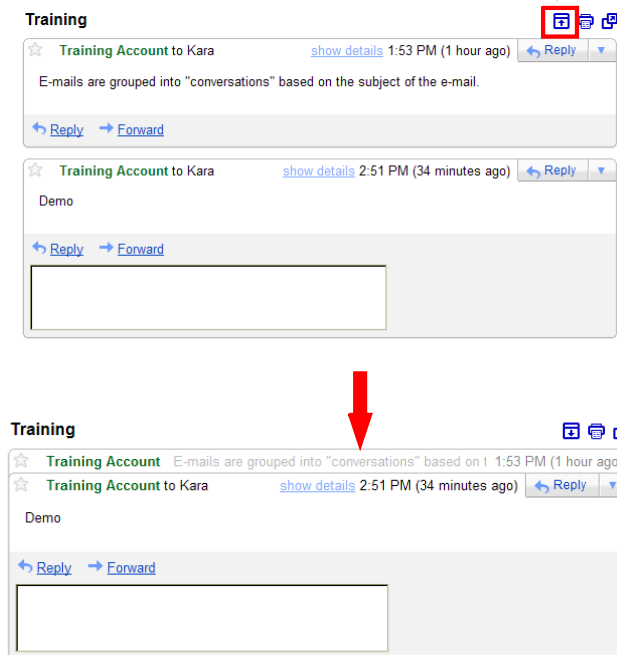 Training
Training Account to Kara show details 1:53 PM (1 hour ago) Reply
E-mails are grouped into "conversations" based on the subject of the e-mail.
Reply Forward
Training Account to Kara show details 2:51 PM (34 minutes ago) Reply
Demo
Reply Forward
Training
Training Account E-mails are grouped into "conversations" based on t 1:53 PM (1 hour ago
Training Account to Kara show details 2:51 PM (34 minutes ago) Reply
Demo
Reply Forward